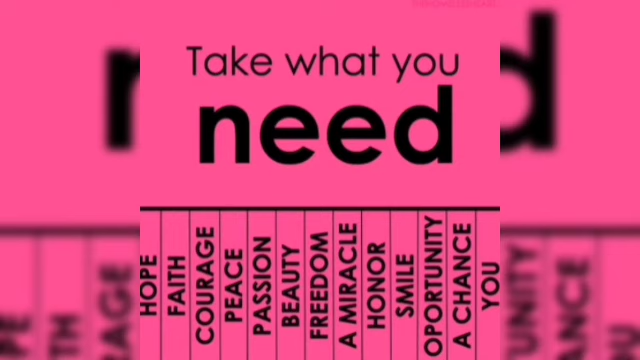 Take what you
need
HOPE
FAITH
COURAGE
PEACE
PASSION
BEAUTY
FREEDOM
A MIRACLE
HONOR
SMILE
OPORTUNITY
A CHANCE
YOU